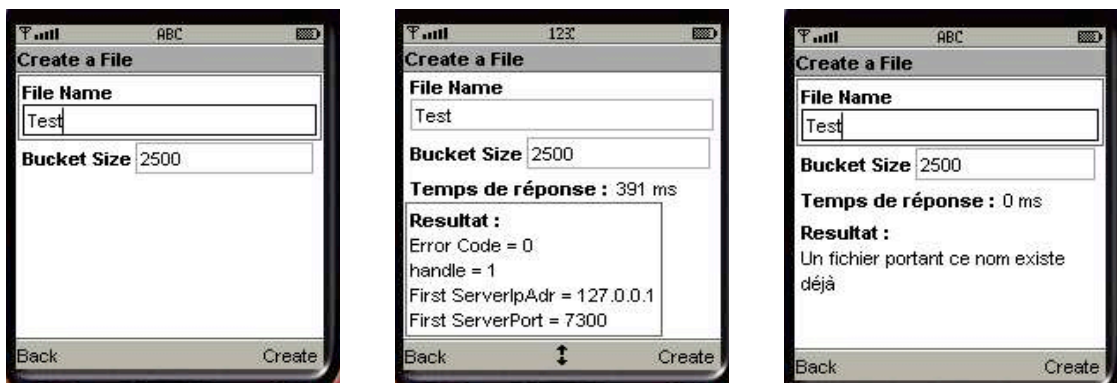 ABC
Create a File
File Name
Test
Bucket Size 2500
Back Create
123
Create a File
File Name
Test
Bucket Size 2500
Temps de réponse : 391 ms
Resultat :
Error Code = 0
handle = 1
First ServerIpAdr = 127.0.0.1
First ServerPort = 7300
Back Create
ABC
Create a File
File Name
Test
Bucket Size 2500
Temps de réponse : 0 ms
Resultat :
Un fichier portant ce nom existe
déjà
Back Create